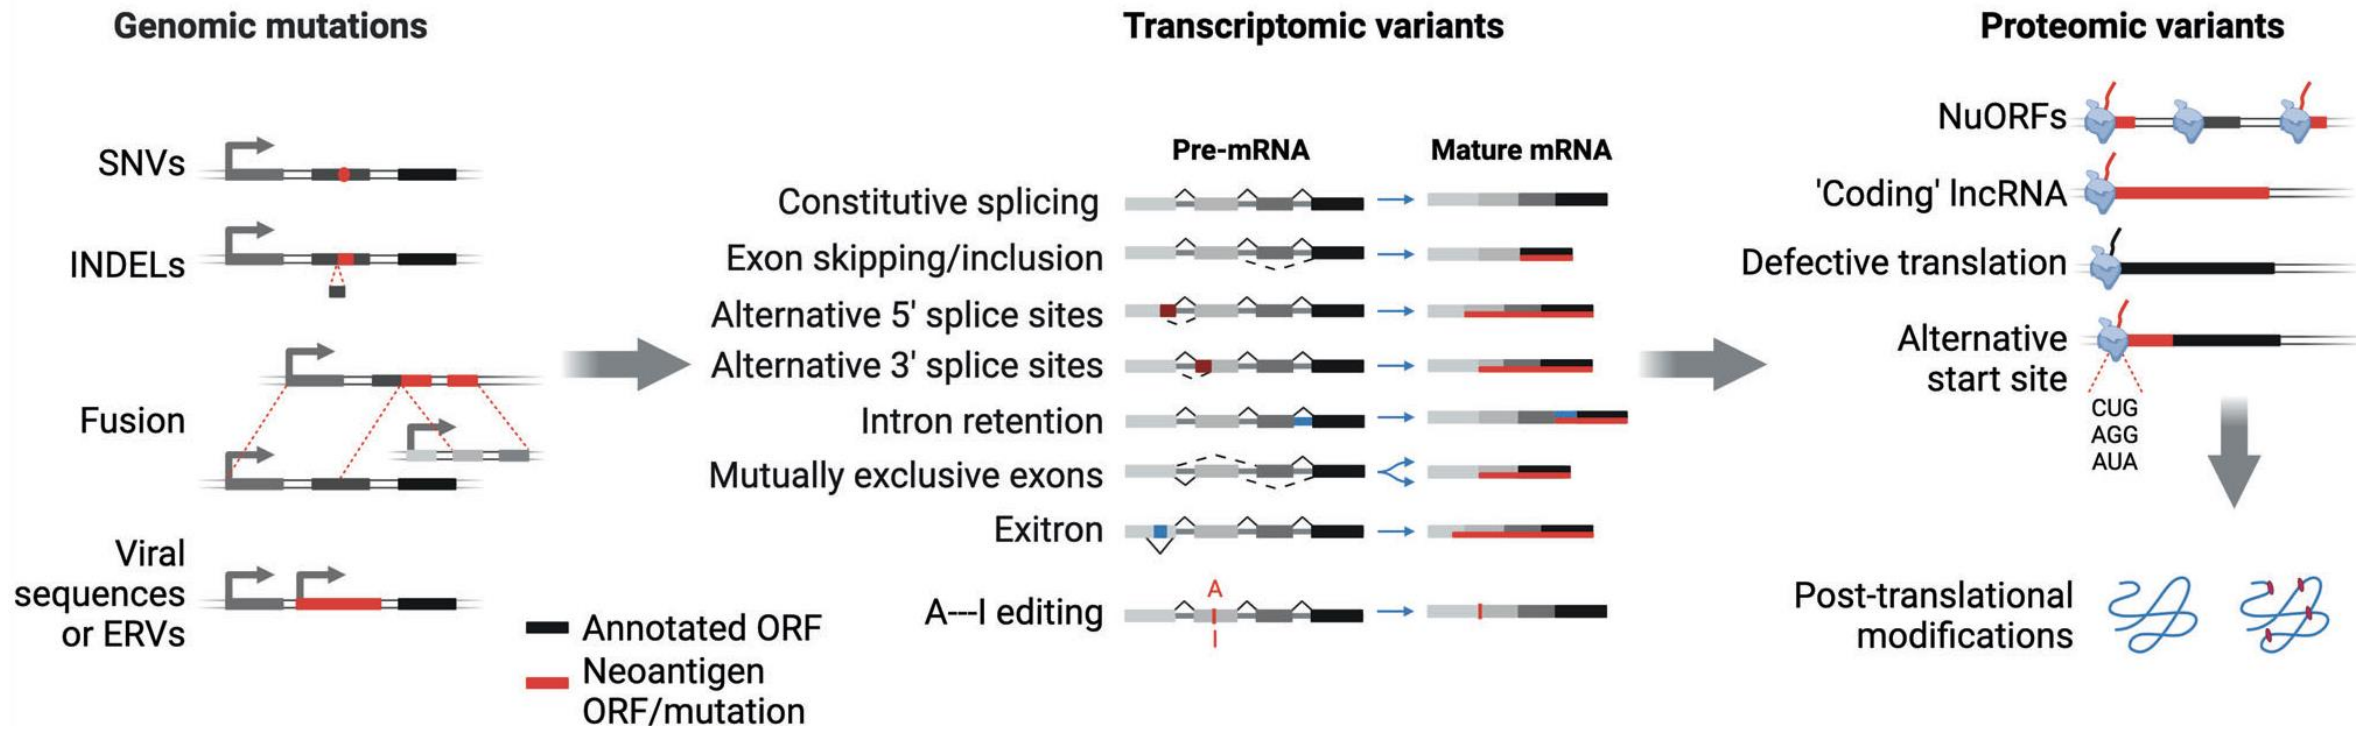 Genomic mutations
SNVs
INDELs
Fusion
Viral
sequences
or ERVs
Annotated ORF
Neoantigen
ORF/mutation
Transcriptomic variants
Pre-mRNA
Mature mRNA
Constitutive splicing
Exon skipping/inclusion
Alternative 5' splice sites
Alternative 3' splice sites
Intron retention
Mutually exclusive exons
Exitron
A---I editing
A
I
Proteomic variants
NuORFs
'Coding' lncRNA
Defective translation
Alternative
start site
CUG
AGG
AUA
Post-translational
modifications